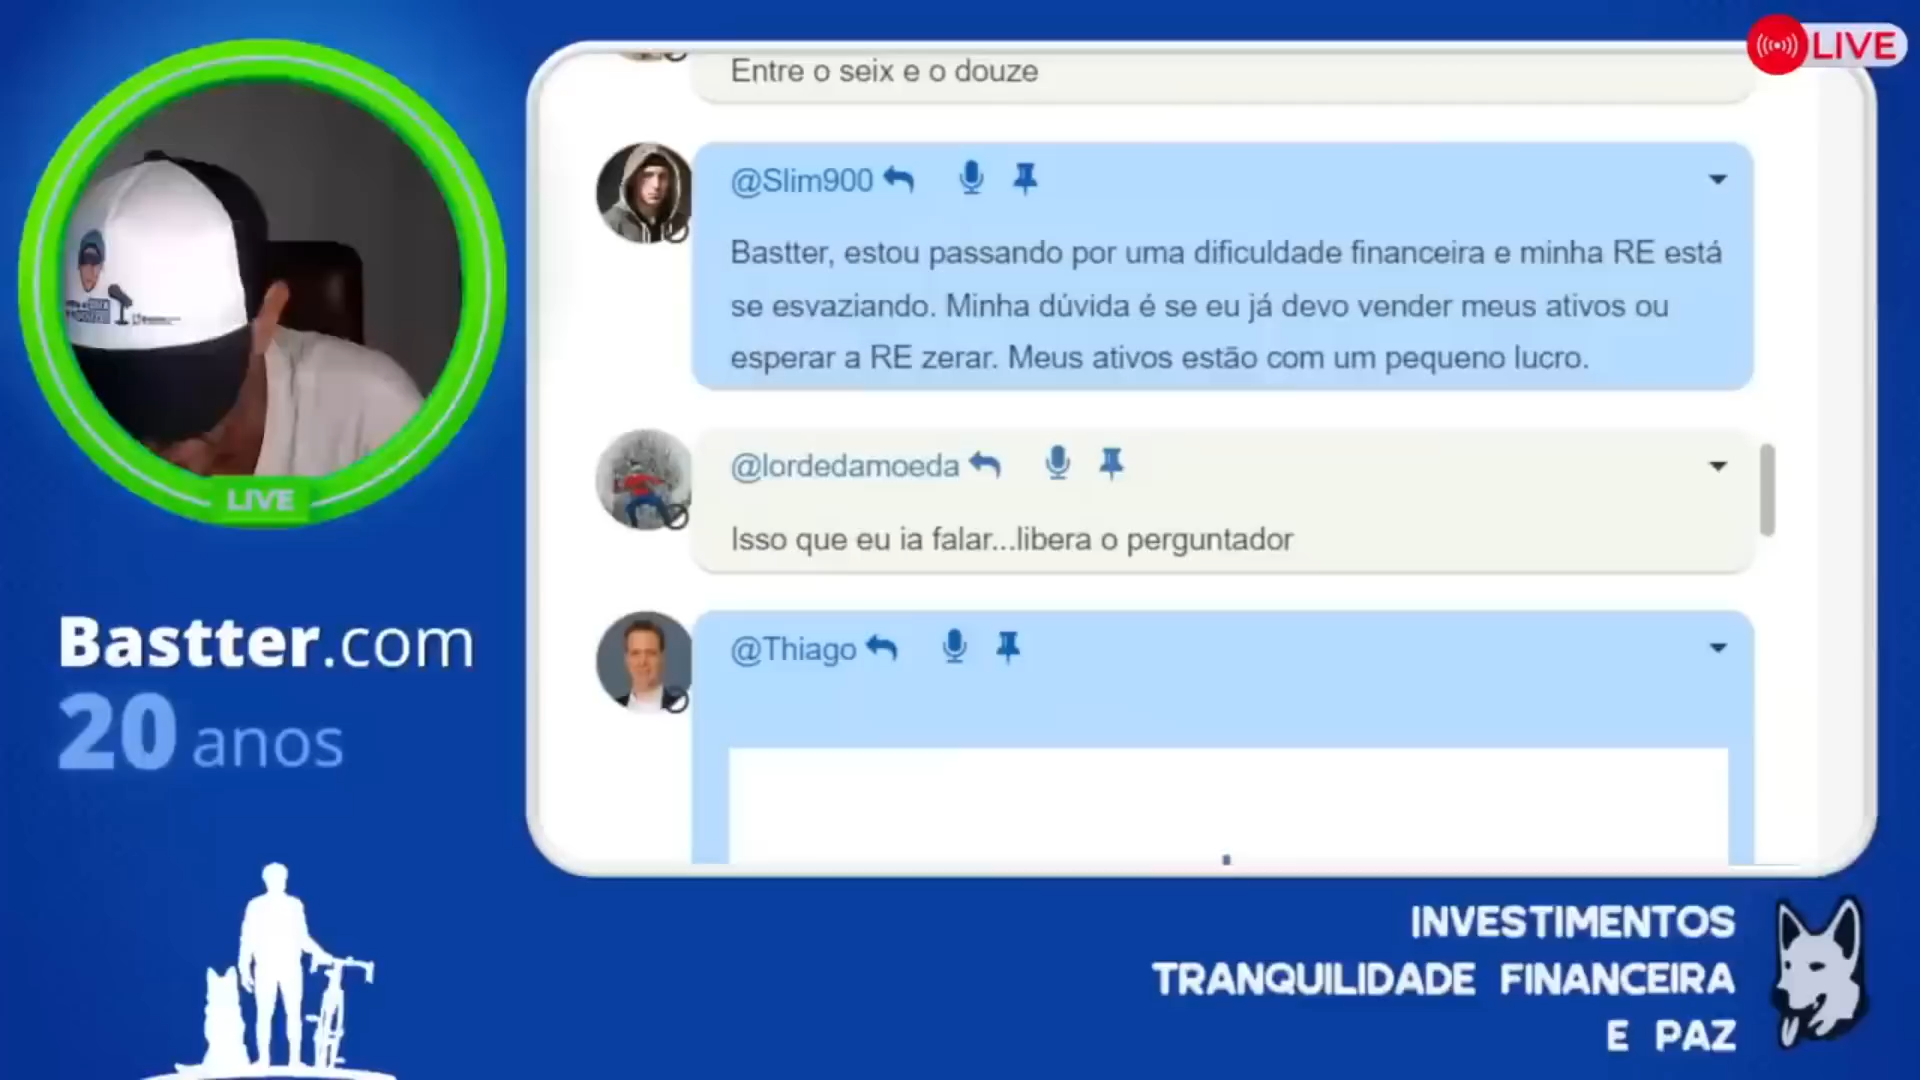 LIVE
Entre o seix e o douze
@Slim900
Bastter, estou passando por uma dificuldade financeira e minha RE está
se esvaziando. Minha dúvida é se eu já devo vender meus ativos ou
esperar a RE zerar. Meus ativos estão com um pequeno lucro.
@lordedamoeda
Isso que eu ia falar...libera o perguntador
@Thiago
LIVE
Bastter.com
20 anos
INVESTIMENTOS
TRANQUILIDADE FINANCEIRA
E PAZ